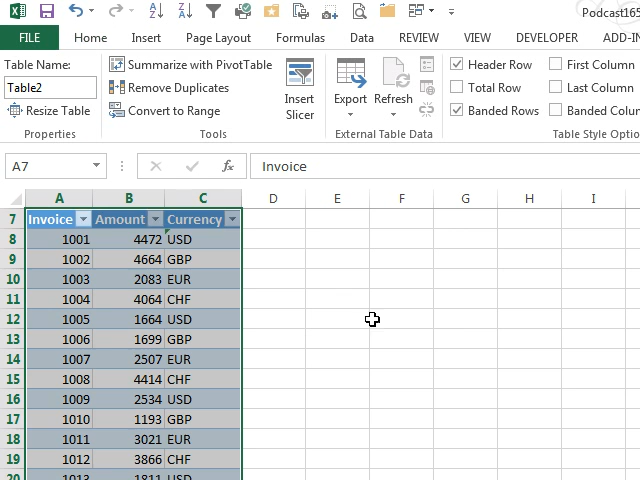 Podcast165
FILE Home Insert Page Layout Formulas Data REVIEW VIEW DEVELOPER ADD-IN
Table Name: Summarize with PivotTable Header Row First Column
Table2 Remove Duplicates Insert Slicer Export Refresh Total Row Last Column
Resize Table Convert to Range Banded Rows Banded Colu
Properties Tools External Table Data Table Style Optio
A7 fx Invoice
A B C D E F G H I
7 Invoice Amount Currency
8 1001 4472 USD
9 1002 4664 GBP
10 1003 2083 EUR
11 1004 4064 CHF
12 1005 1664 USD
13 1006 1699 GBP
14 1007 2507 EUR
15 1008 4414 CHF
16 1009 2534 USD
17 1010 1193 GBP
18 1011 3021 EUR
19 1012 3866 CHF
20 1013 1811 USD